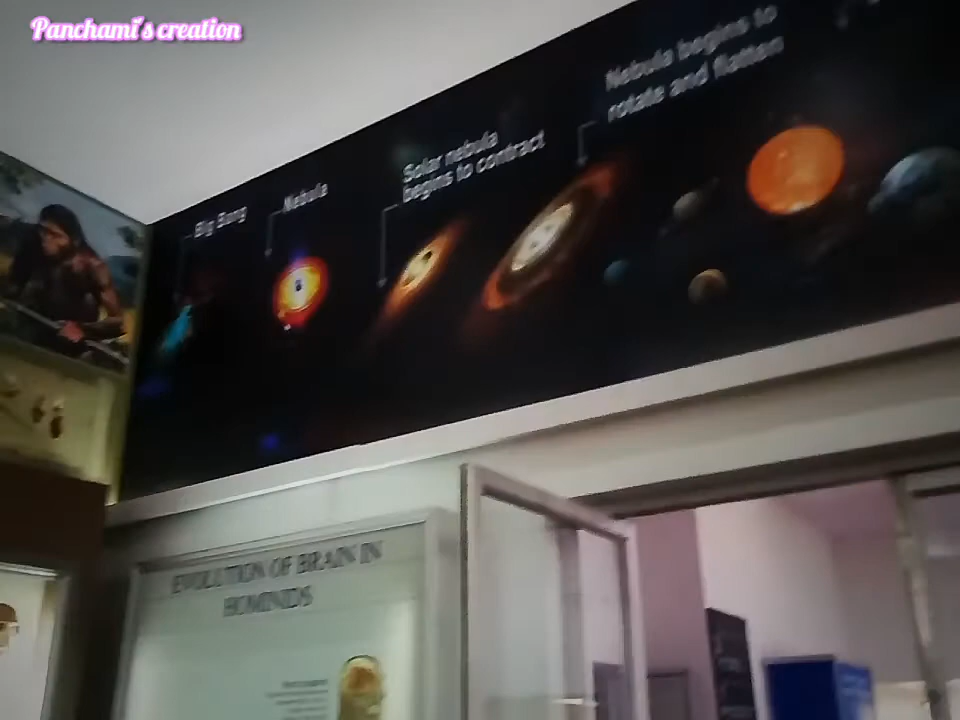 Panchami's creation
Nebula begins to
rotate and flatten
Solar nebula
begins to contract
Nebula
Big Bang
EVOLUTION OF BRAIN IN
HOMINIDS